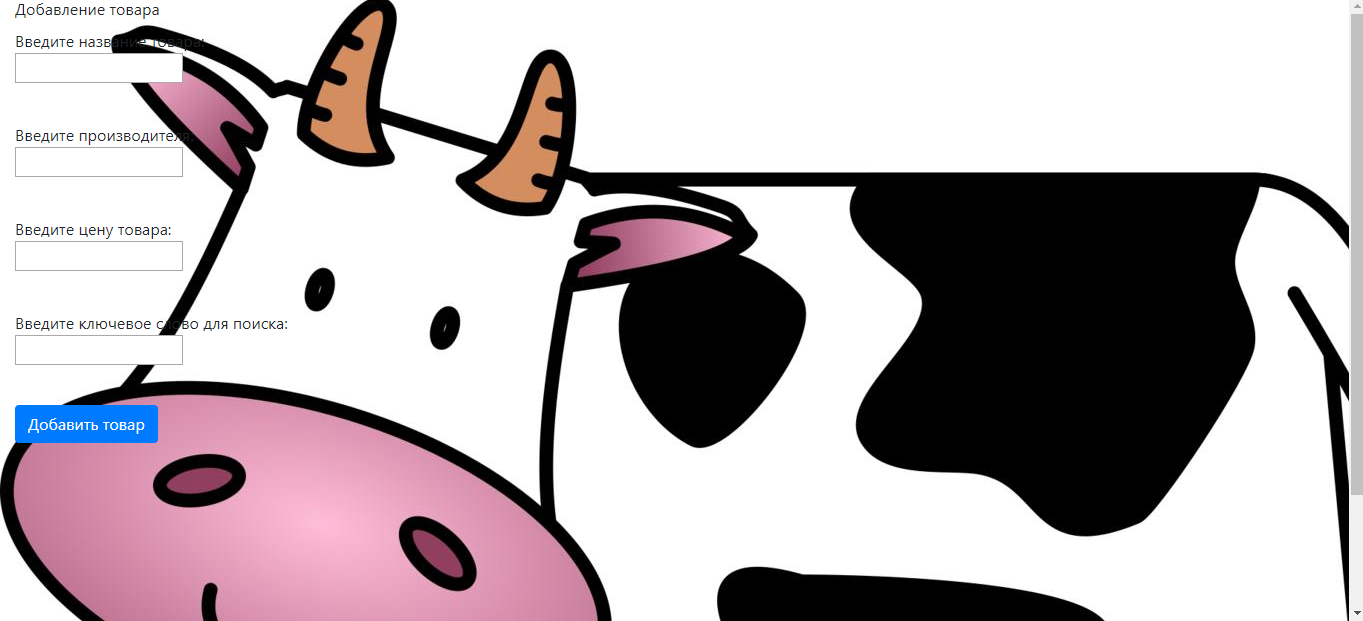 Добавление товара
Введите название товара:
Введите производителя:
Введите цену товара:
Введите ключевое слово для поиска:
Добавить товар